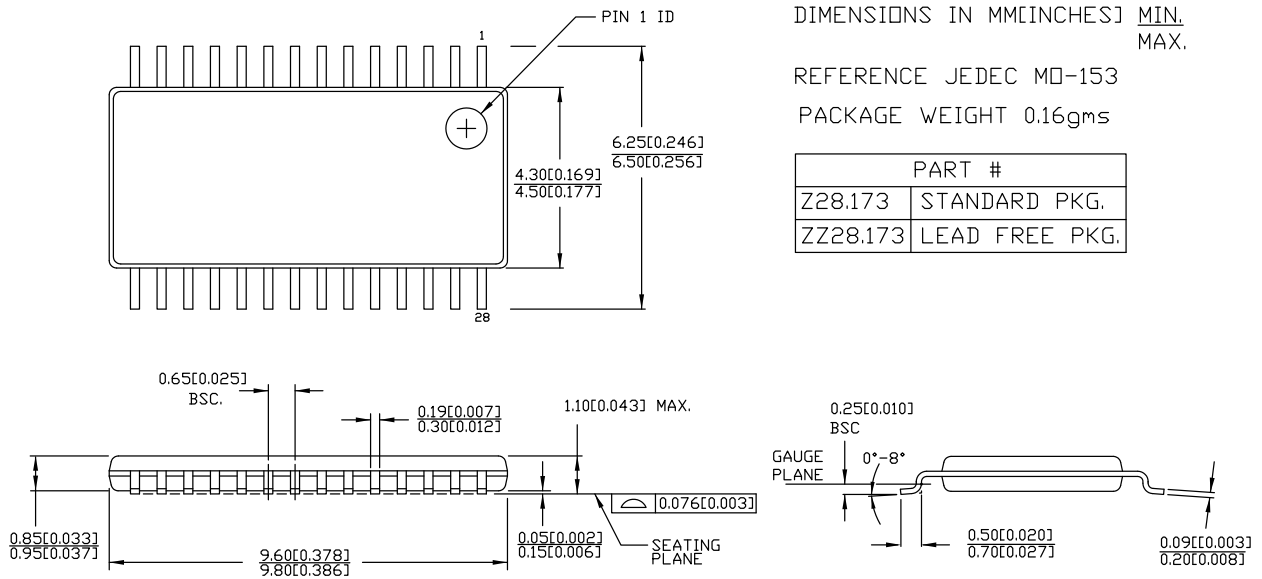 PIN 1 ID
DIMENSIONS IN MM[INCHES] MIN.
MAX.
REFERENCE JEDEC MO-153
PACKAGE WEIGHT 0.16gms
PART #
Z28.173 STANDARD PKG.
ZZ28.173 LEAD FREE PKG.
1
6.25[0.246]
6.50[0.256]
4.30[0.169]
4.50[0.177]
28
0.65[0.025]
BSC.
0.19[0.007]
0.30[0.012]
1.10[0.043] MAX.
0.076[0.003]
0.85[0.033]
0.95[0.037]
9.60[0.378]
9.80[0.386]
0.05[0.002]
0.15[0.006]
SEATING
PLANE
0.25[0.010]
BSC
GAUGE
PLANE
0°-8°
0.50[0.020]
0.70[0.027]
0.09[[0.003]
0.20[0.008]